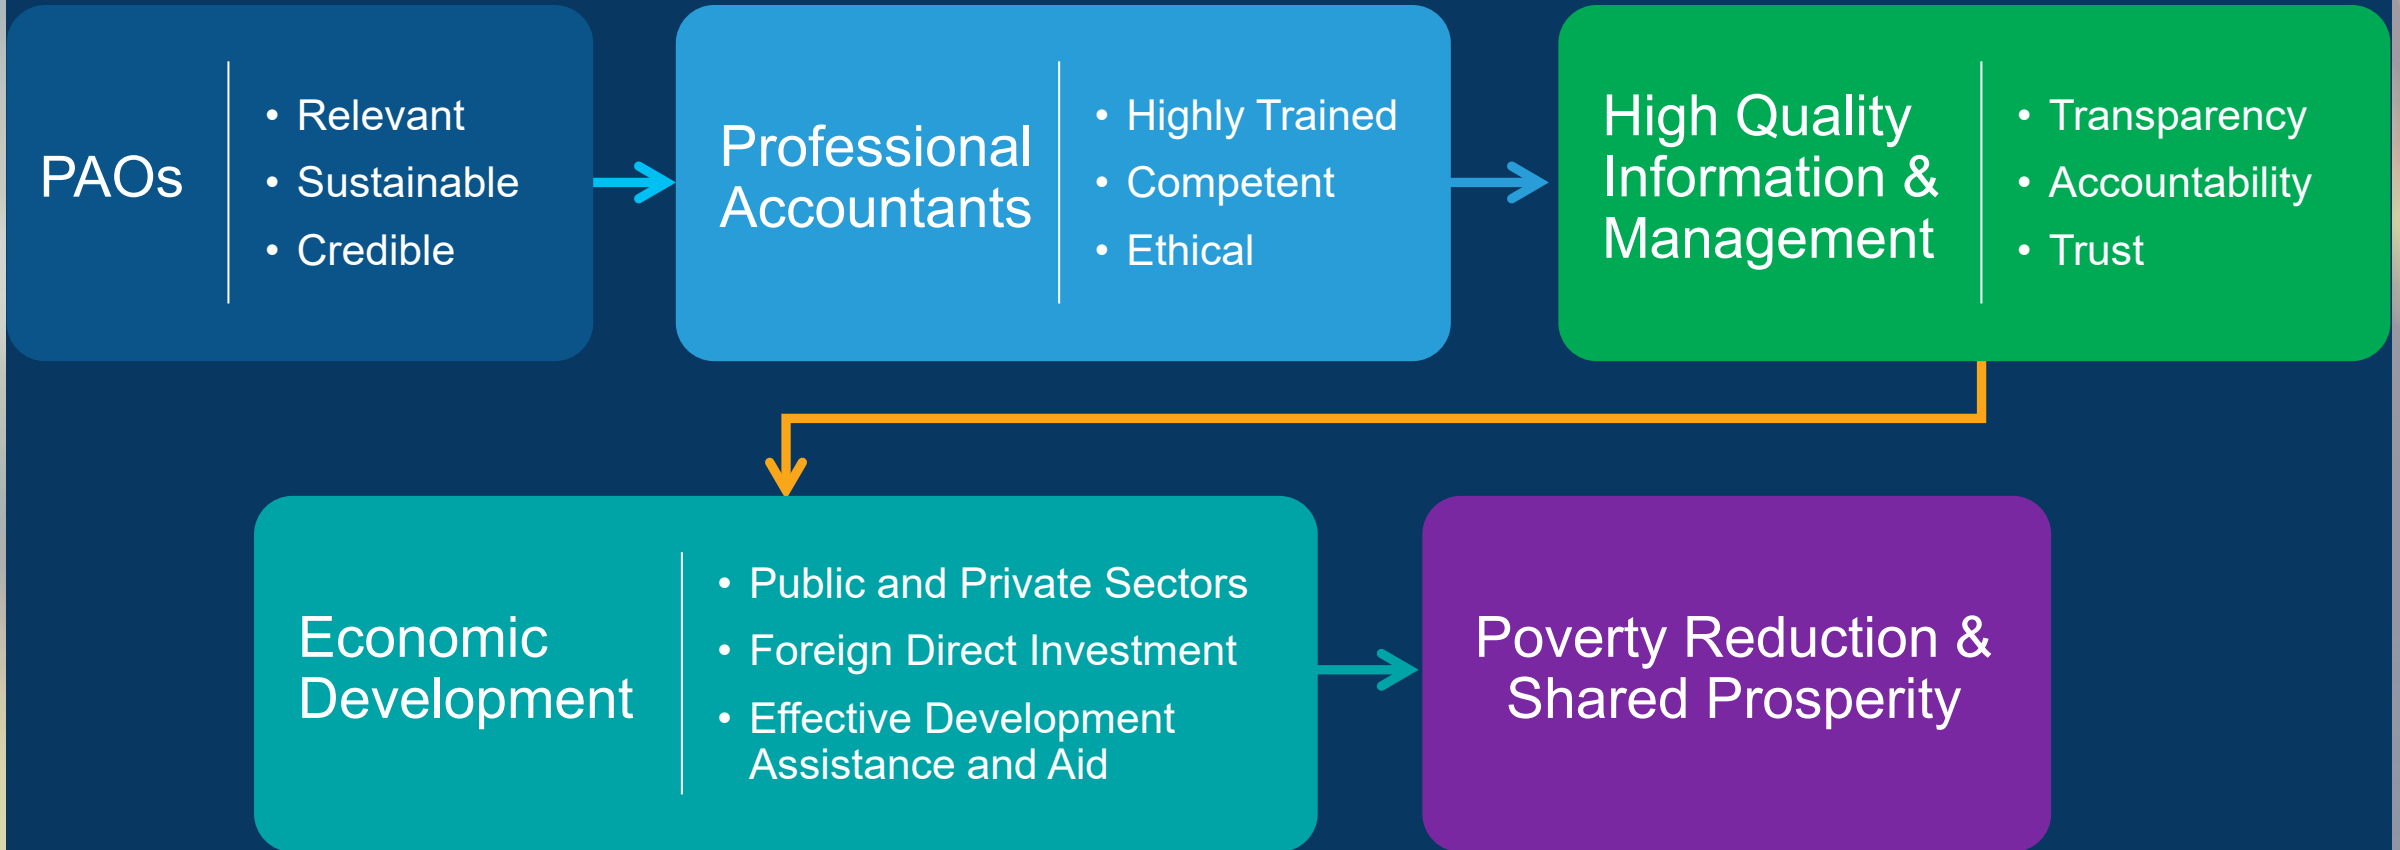 PAOs
• Relevant
• Sustainable
• Credible
Professional
Accountants
• Highly Trained
• Competent
• Ethical
High Quality
Information &
Management
• Transparency
• Accountability
• Trust
Economic
Development
• Public and Private Sectors
• Foreign Direct Investment
• Effective Development
Assistance and Aid
Poverty Reduction &
Shared Prosperity